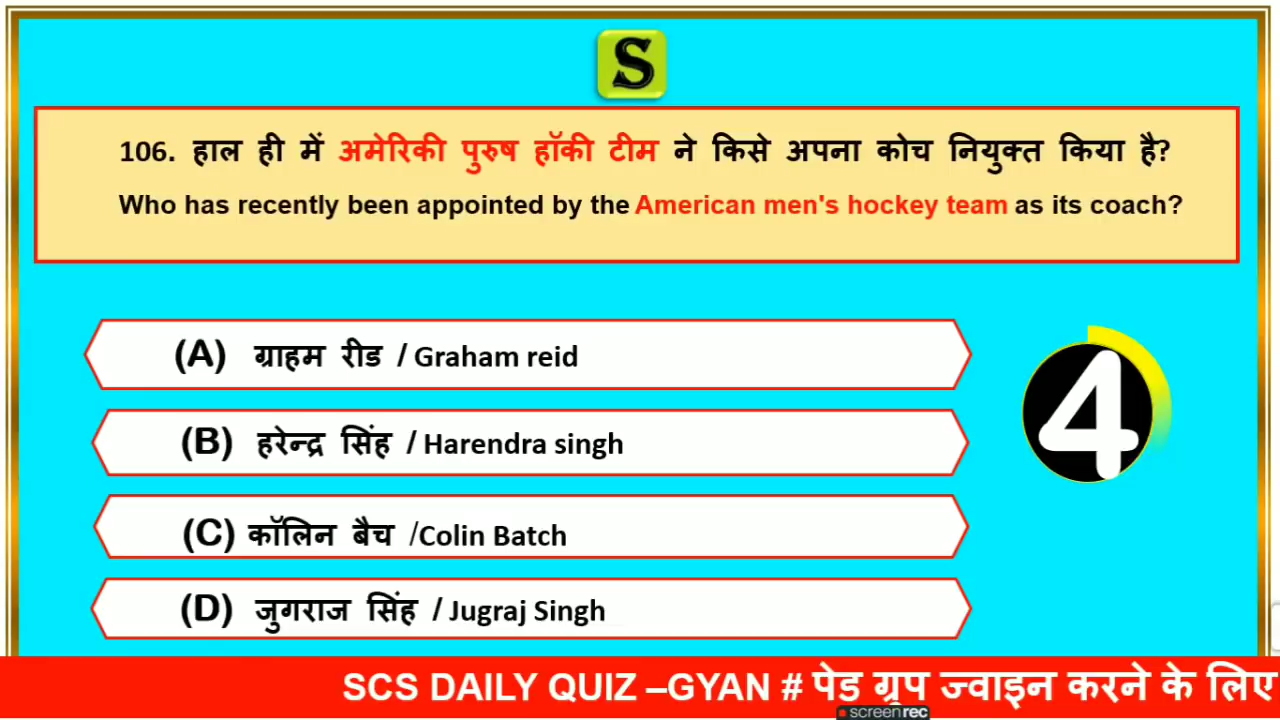 S
106. हाल ही में अमेरिकी पुरुष हॉकी टीम ने किसे अपना कोच नियुक्त किया है?
Who has recently been appointed by the American men's hockey team as its coach?
(A) ग्राहम रीड / Graham reid
(B) हरेन्द्र सिंह / Harendra singh
4
(C) कॉलिन बैच /Colin Batch
(D) जुगराज सिंह / Jugraj Singh
SCS DAILY QUIZ –GYAN # पेड ग्रुप ज्वाइन करने के लिए
screenrec